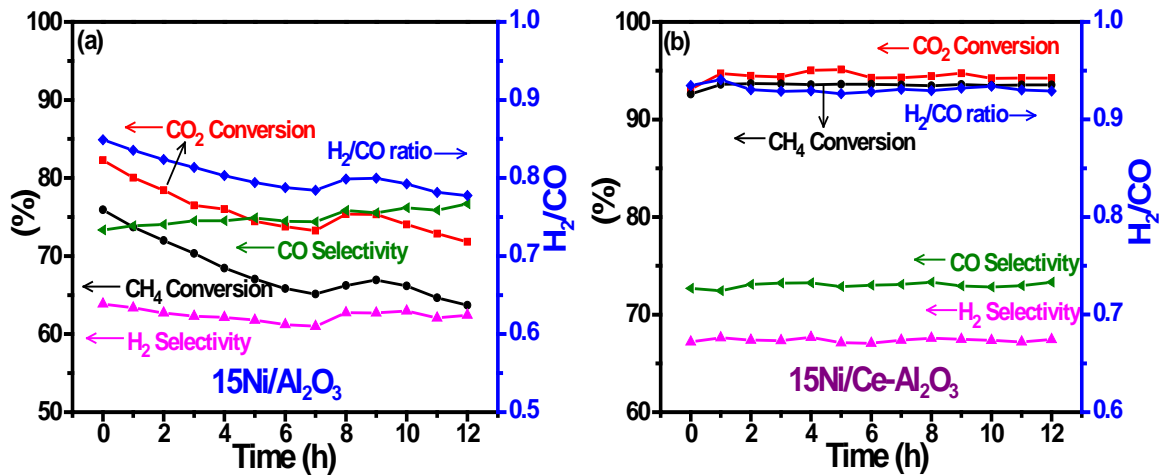 (a)
CO₂ Conversion
H₂/CO ratio
CO Selectivity
CH₄ Conversion
H₂ Selectivity
15Ni/Al₂O₃
(%)
100
90
80
70
60
50
H₂/CO
1.0
0.9
0.8
0.7
0.6
0.5
0 2 4 6 8 10 12
Time (h)
(b)
CO₂ Conversion
H₂/CO ratio
CH₄ Conversion
CO Selectivity
H₂ Selectivity
15Ni/Ce-Al₂O₃
(%)
100
90
80
70
60
H₂/CO
1.0
0.9
0.8
0.7
0.6
0 2 4 6 8 10 12
Time (h)